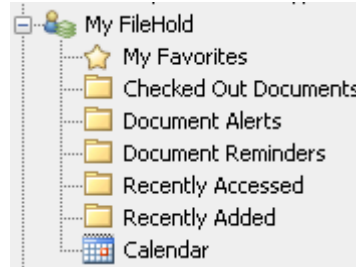 My FileHold
My Favorites
Checked Out Documents
Document Alerts
Document Reminders
Recently Accessed
Recently Added
Calendar